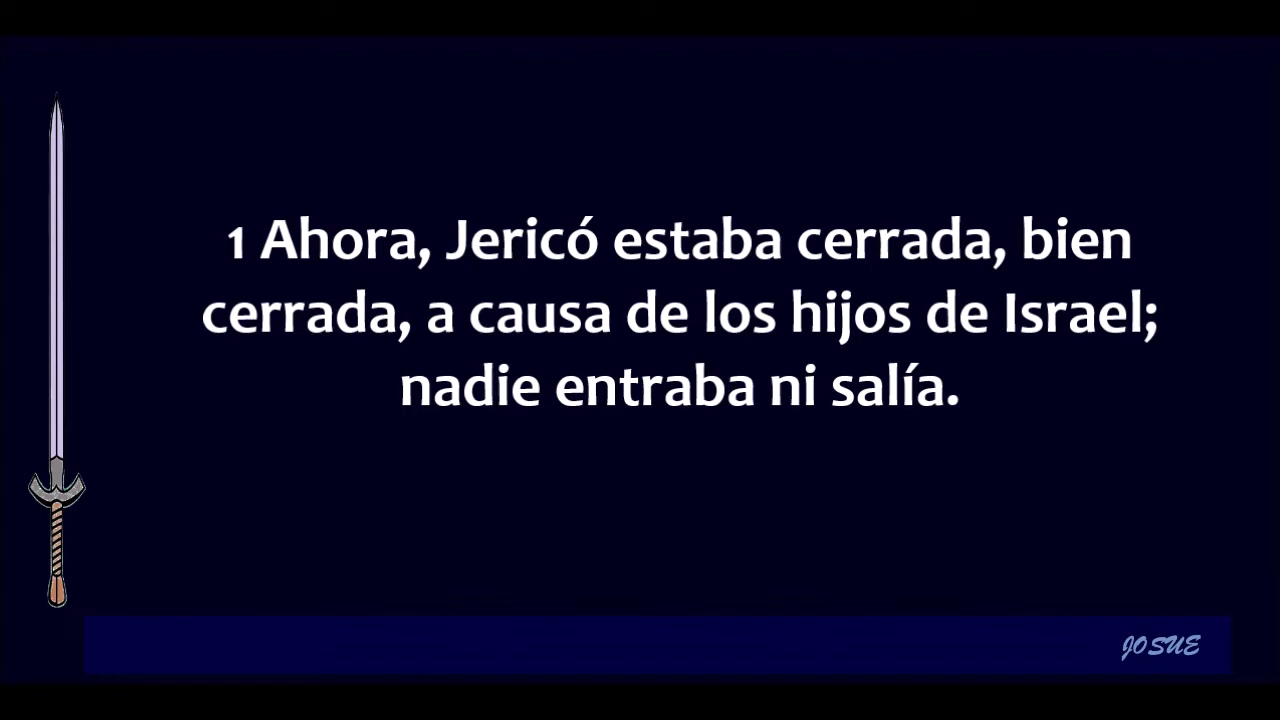 1 Ahora, Jericó estaba cerrada, bien
cerrada, a causa de los hijos de Israel;
nadie entraba ni salía.
JOSUE